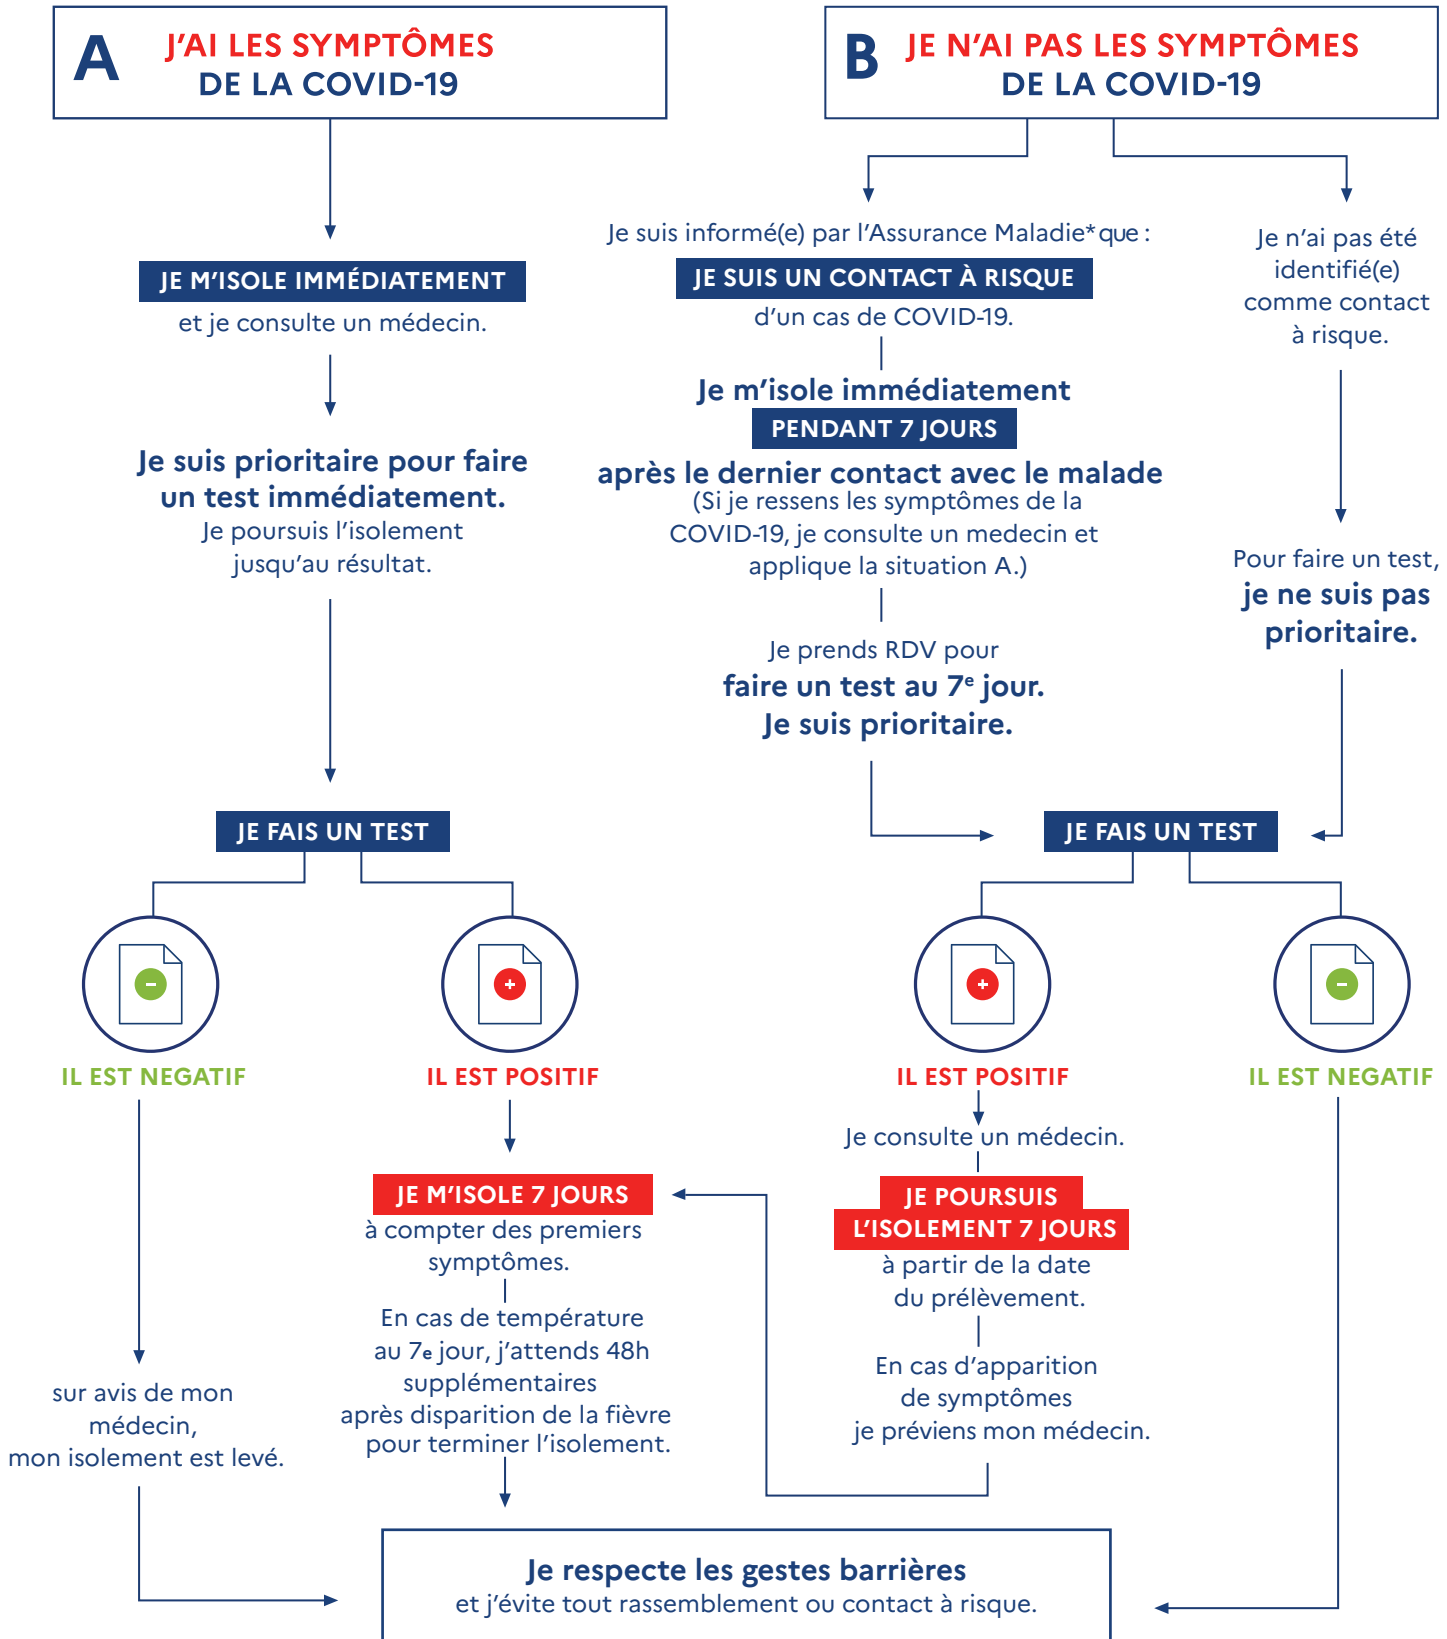 A
J'AI LES SYMPTÔMES
DE LA COVID-19
JE M'ISOLE IMMÉDIATEMENT
et je consulte un médecin.
Je suis prioritaire pour faire
un test immédiatement.
Je poursuis l'isolement
jusqu'au résultat.
JE FAIS UN TEST
-
IL EST NEGATIF
sur avis de mon
médecin,
mon isolement est levé.
+
IL EST POSITIF
JE M'ISOLE 7 JOURS
à compter des premiers
symptômes.
En cas de température
au 7e jour, j'attends 48h
supplémentaires
après disparition de la fièvre
pour terminer l'isolement.
B
JE N'AI PAS LES SYMPTÔMES
DE LA COVID-19
Je suis informé(e) par l'Assurance Maladie* que :
JE SUIS UN CONTACT À RISQUE
d'un cas de COVID-19.
Je m'isole immédiatement
PENDANT 7 JOURS
après le dernier contact avec le malade
(Si je ressens les symptômes de la
COVID-19, je consulte un medecin et
applique la situation A.)
Je prends RDV pour
faire un test au 7e jour.
Je suis prioritaire.
Je n'ai pas été
identifié(e)
comme contact
à risque.
Pour faire un test,
je ne suis pas
prioritaire.
JE FAIS UN TEST
+
IL EST POSITIF
Je consulte un médecin.
JE POURSUIS
L'ISOLEMENT 7 JOURS
à partir de la date
du prélèvement.
En cas d'apparition
de symptômes
je préviens mon médecin.
-
IL EST NEGATIF
Je respecte les gestes barrières
et j'évite tout rassemblement ou contact à risque.